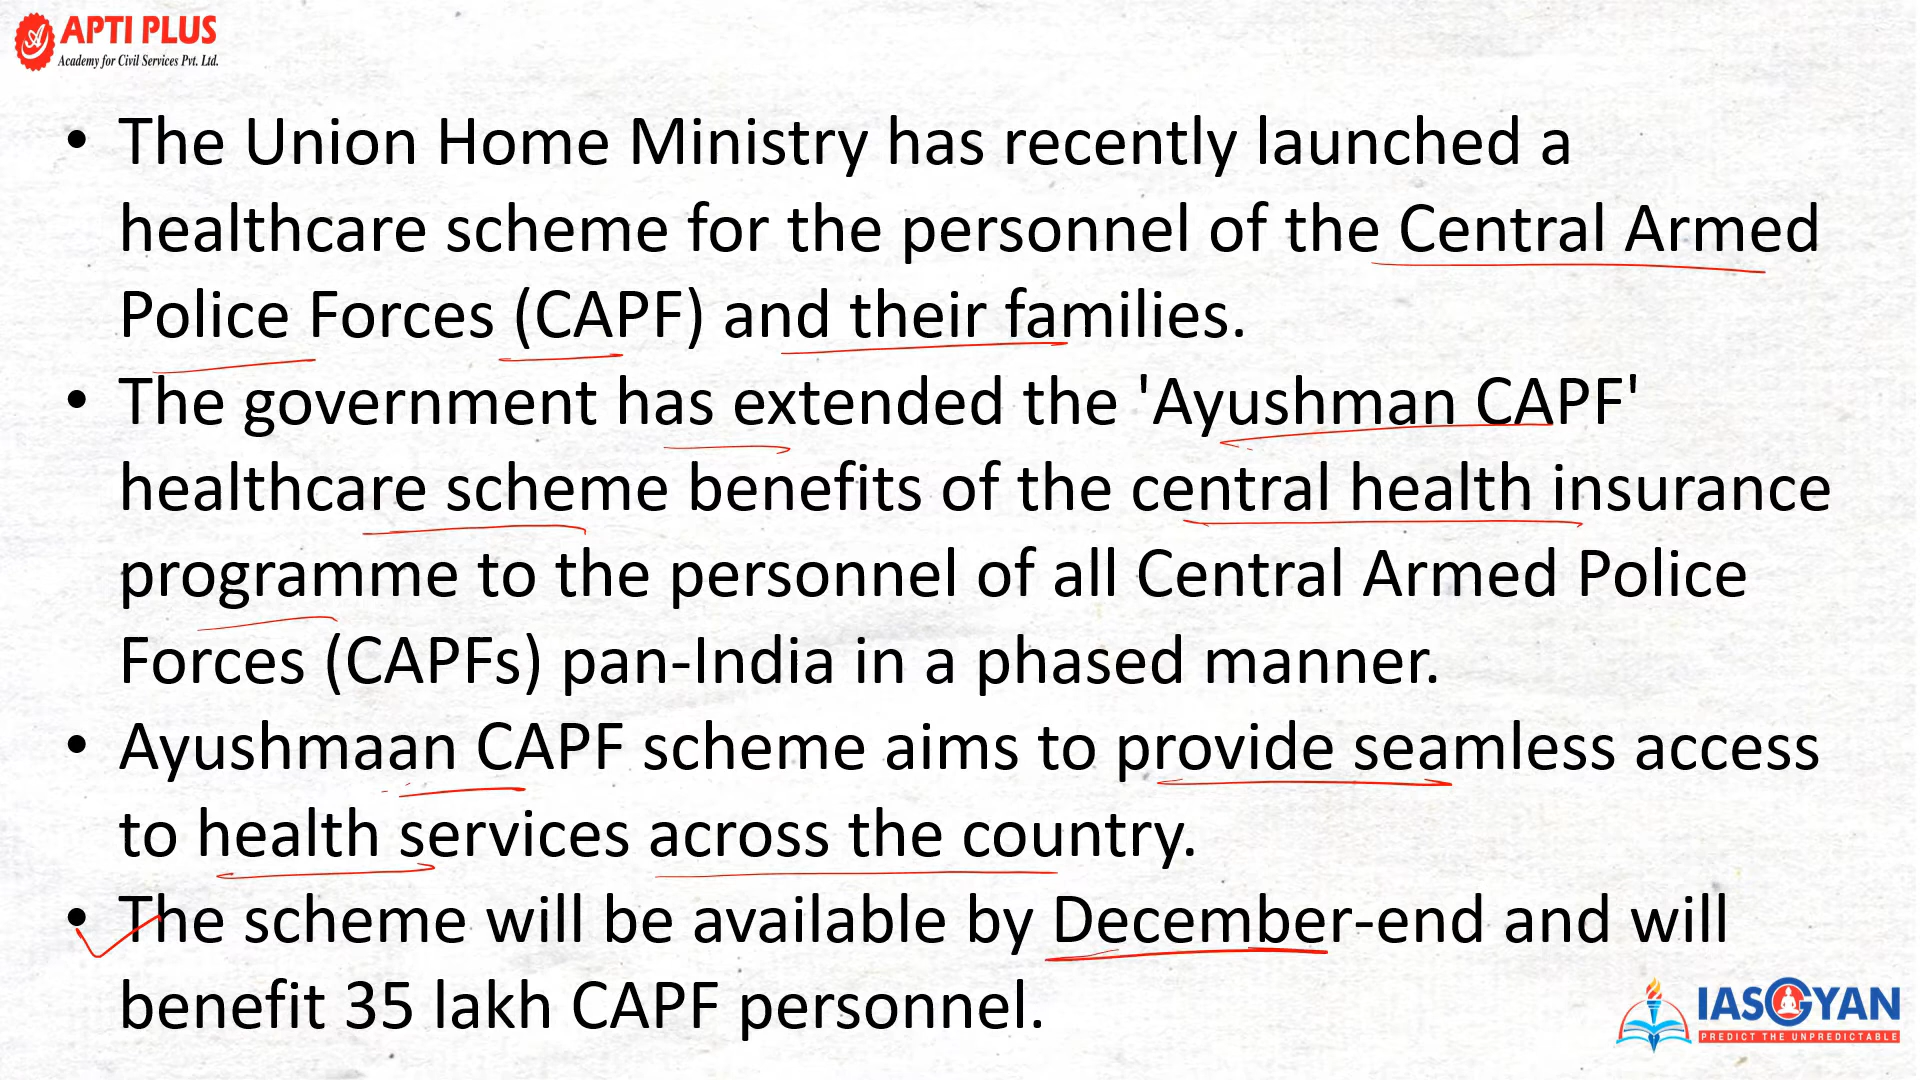 APTI PLUS
Academy for Civil Services Pvt. Ltd.
• The Union Home Ministry has recently launched a
healthcare scheme for the personnel of the Central Armed
Police Forces (CAPF) and their families.
• The government has extended the 'Ayushman CAPF'
healthcare scheme benefits of the central health insurance
programme to the personnel of all Central Armed Police
Forces (CAPFs) pan-India in a phased manner.
• Ayushmaan CAPF scheme aims to provide seamless access
to health services across the country.
• The scheme will be available by December-end and will
benefit 35 lakh CAPF personnel.
IASGYAN
PREDICT THE UNPREDICTABLE